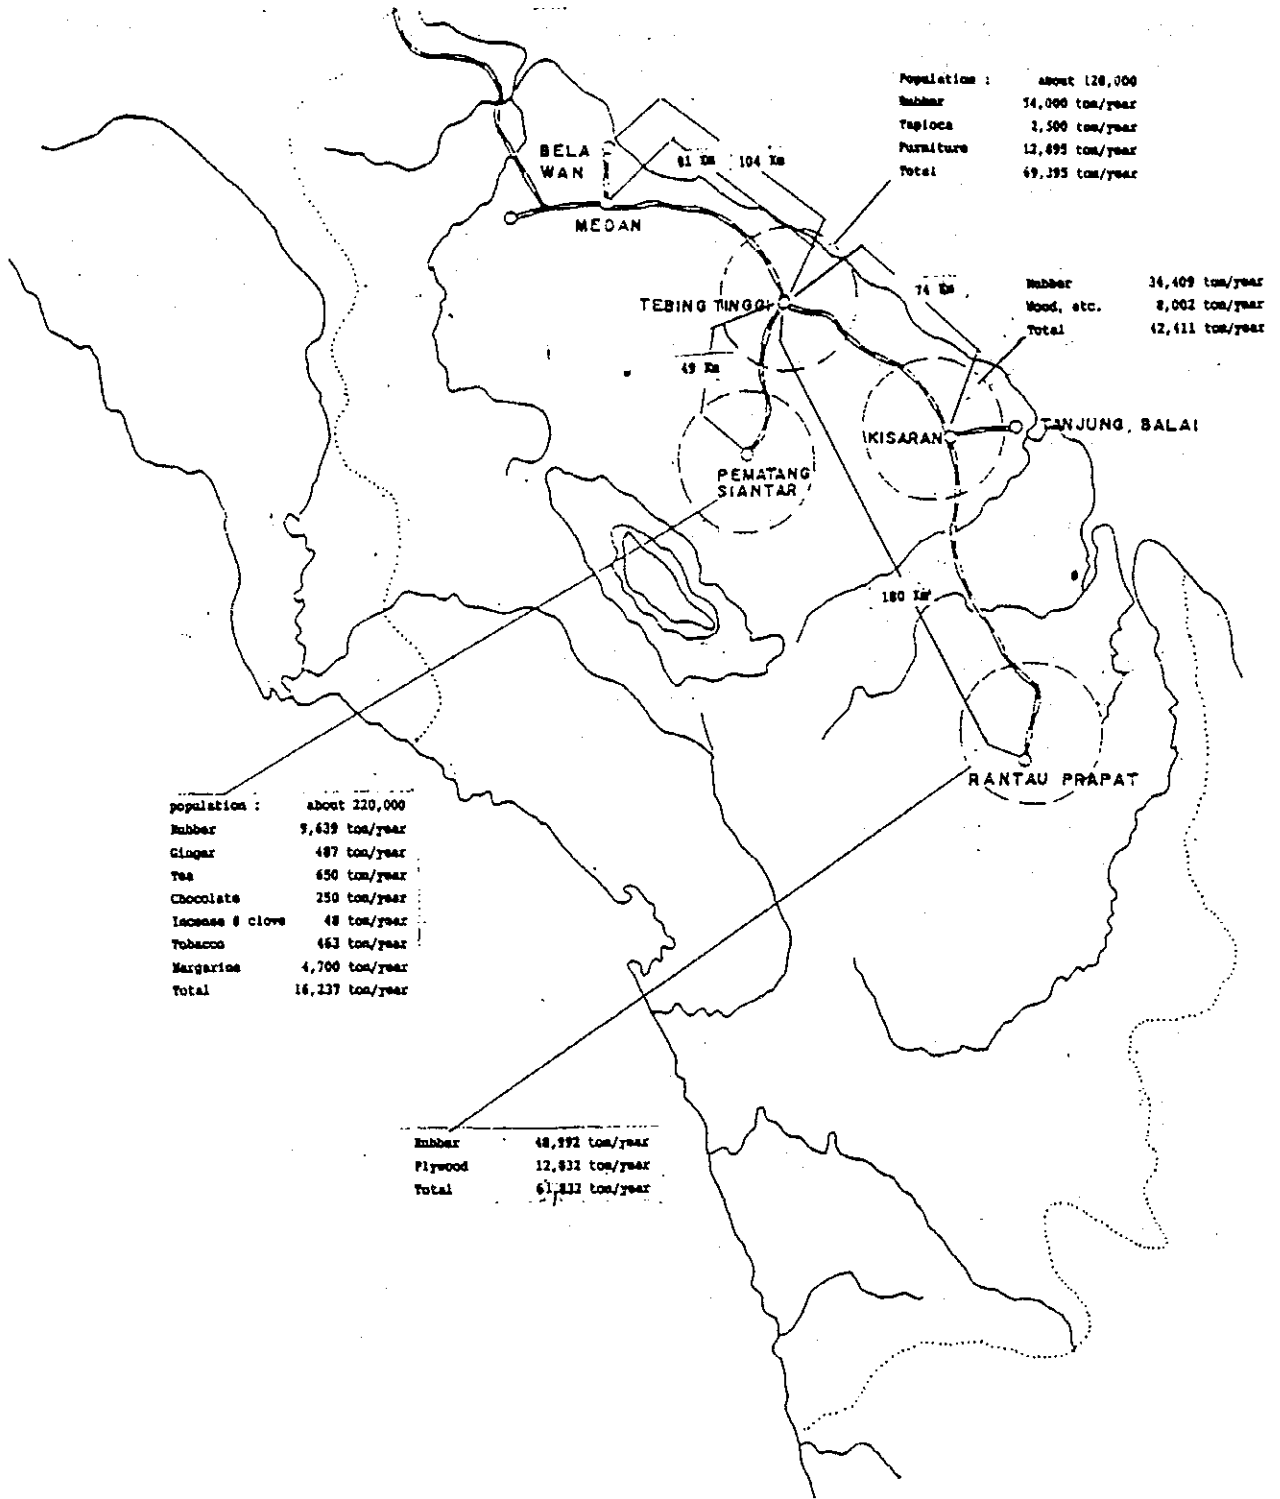 Population : about 120,000
Rubber 54,000 ton/year
Tapioca 2,500 ton/year
Furniture 12,895 ton/year
Total 69,395 ton/year
BELA
WAN
81 Km
104 Km
MEDAN
74 Km
Rubber 34,409 ton/year
Wood, etc. 8,002 ton/year
Total 42,411 ton/year
TEBING TINGGI
49 Km
KISARAN
TANJUNG, BALAI
PEMATANG
SIANTAR
180 Km
RANTAU PRAPAT
population : about 220,000
Rubber 9,639 ton/year
Ginger 487 ton/year
Tea 650 ton/year
Chocolate 250 ton/year
Incense & clove 48 ton/year
Tobacco 463 ton/year
Margarine 4,700 ton/year
Total 16,237 ton/year
Rubber 48,992 ton/year
Plywood 12,832 ton/year
Total 61,832 ton/year